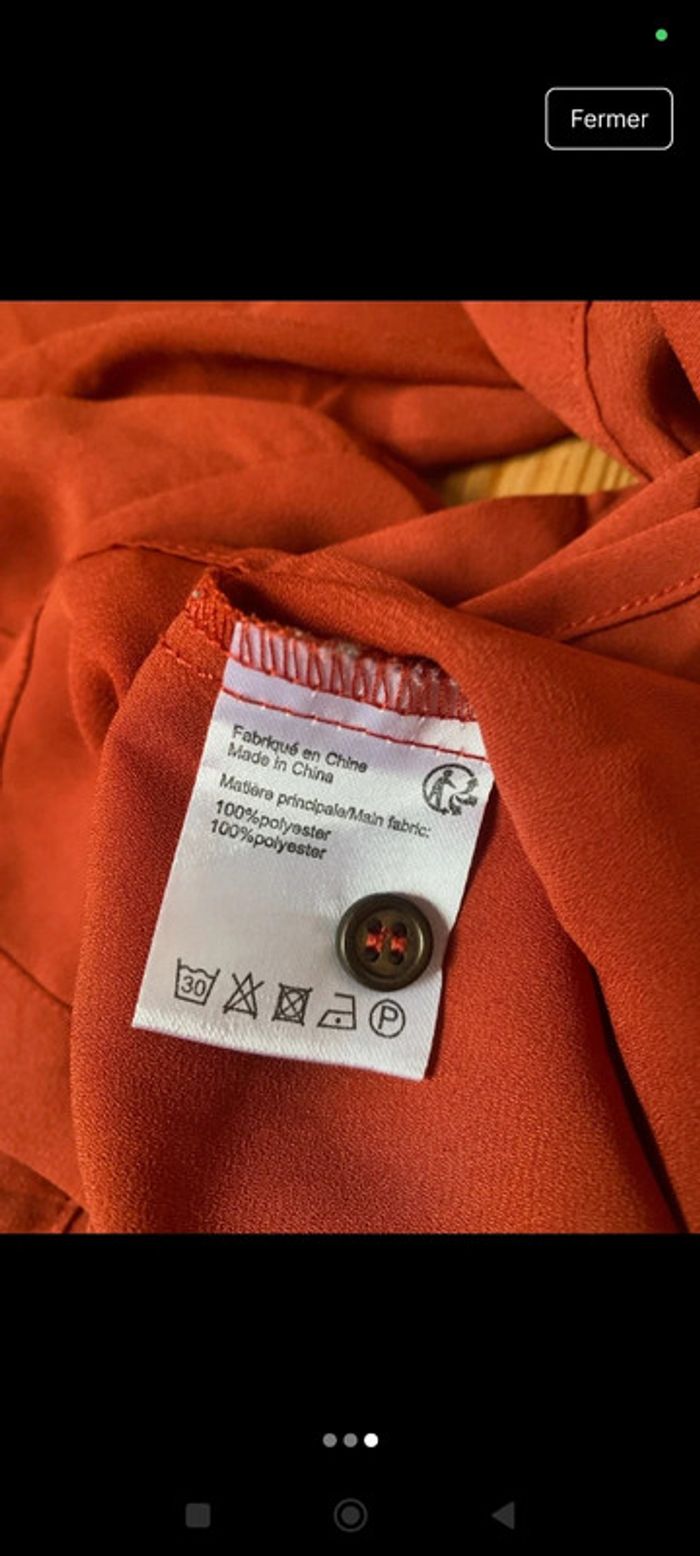 Fermer
Fabriqué en Chine
Made in China
Matière principale/Main fabric:
100%polyester
100%polyester
30
P